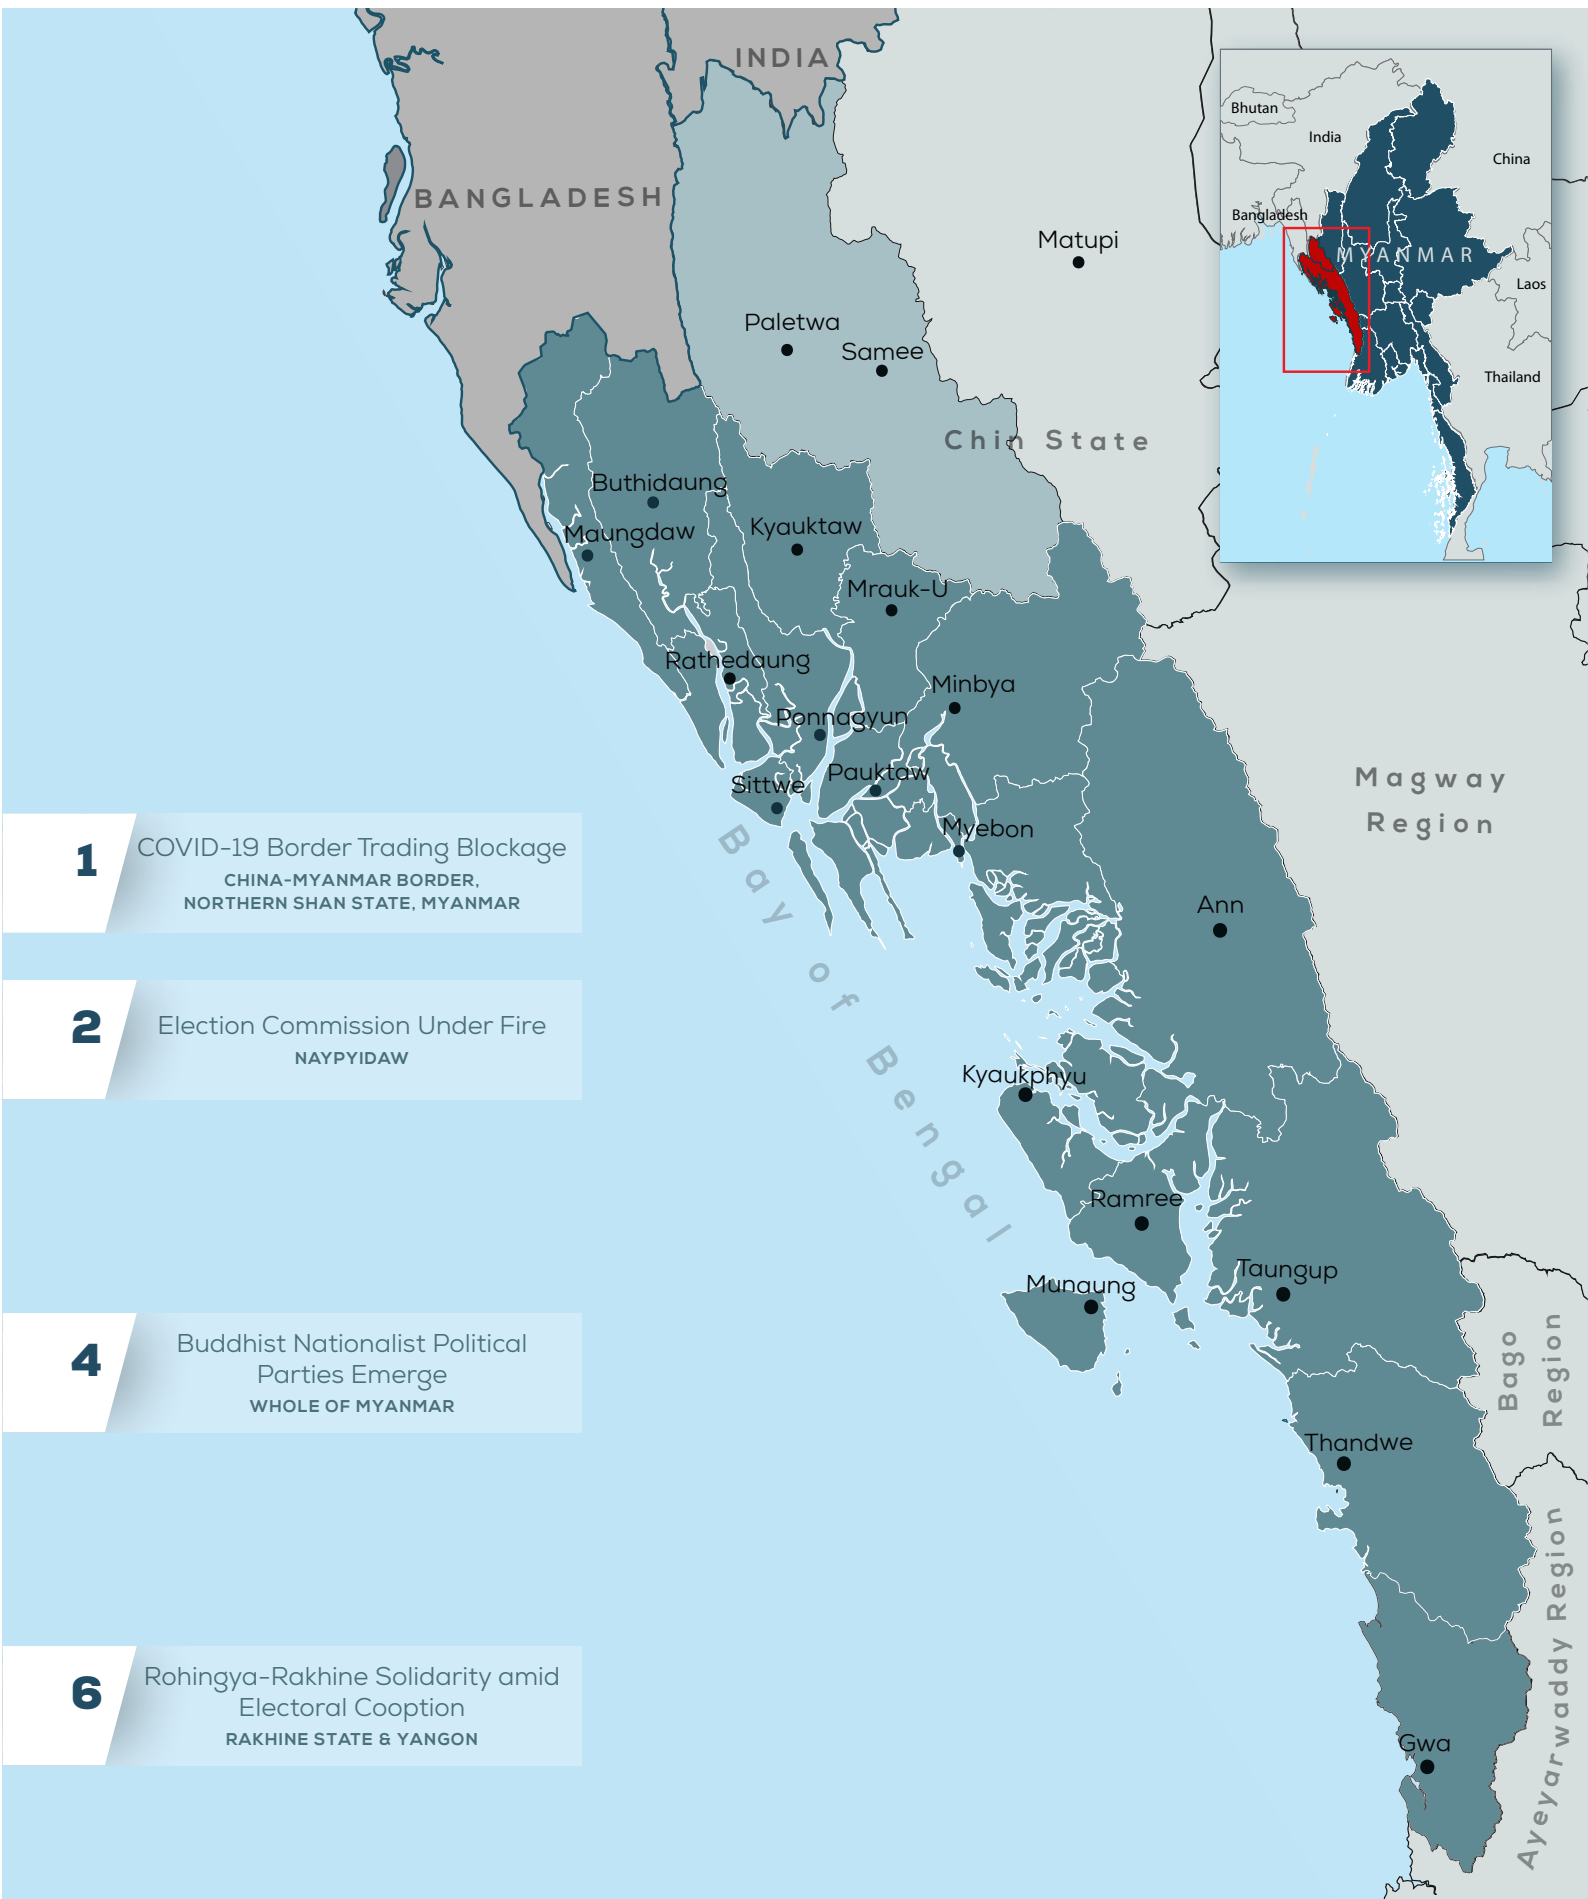 INDIA
BANGLADESH
Matupi
Paletwa
Samee
Chin State
Buthidaung
Maungdaw
Kyauktaw
Mrauk-U
Rathedaung
Minbya
Ponnagyun
Pauktaw
Sittwe
Myebon
Magway
Region
Ann
Bay of Bengal
Kyaukphyu
Ramree
Munaung
Taungup
Bago
Region
Thandwe
Ayeyarwaddy Region
Gwa
Bhutan
India
China
Bangladesh
MYANMAR
Laos
Thailand
1
COVID-19 Border Trading Blockage
CHINA-MYANMAR BORDER,
NORTHERN SHAN STATE, MYANMAR
2
Election Commission Under Fire
NAYPYIDAW
4
Buddhist Nationalist Political
Parties Emerge
WHOLE OF MYANMAR
6
Rohingya-Rakhine Solidarity amid
Electoral Cooption
RAKHINE STATE & YANGON